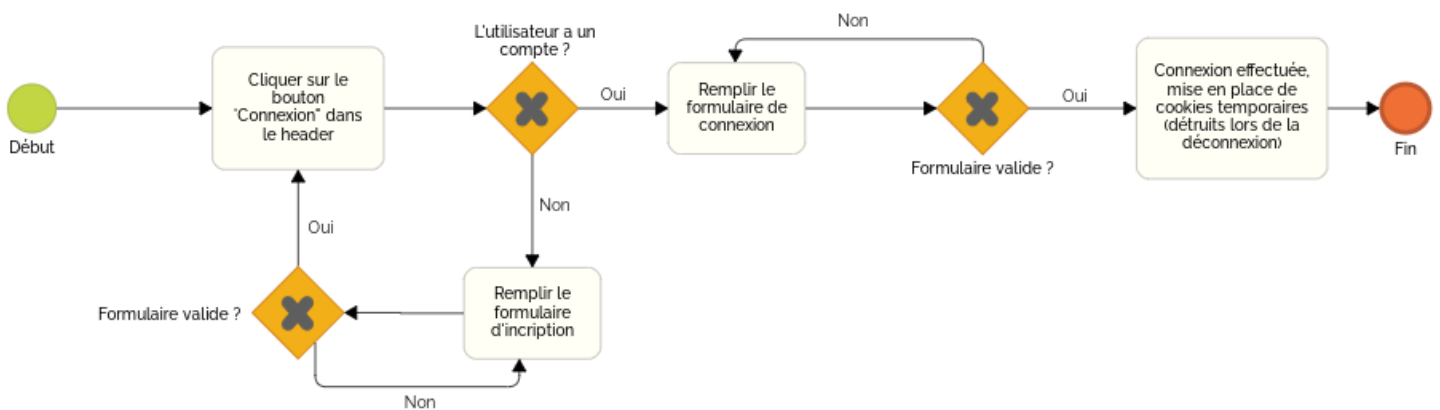 Début
Cliquer sur le
bouton
"Connexion" dans
le header
L'utilisateur a un
compte ?
Oui
Non
Remplir le
formulaire de
connexion
Non
Formulaire valide ?
Oui
Connexion effectuée,
mise en place de
cookies temporaires
(détruits lors de la
déconnexion)
Fin
Remplir le
formulaire
d'incription
Formulaire valide ?
Oui
Non